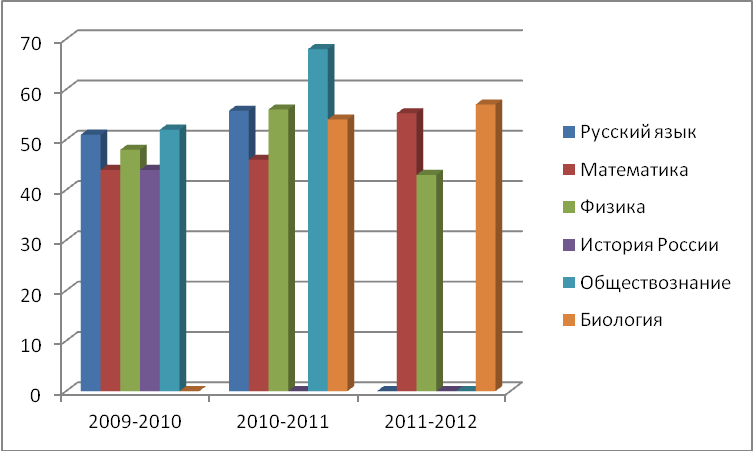 70
60
50
40
30
20
10
0
2009-2010
2010-2011
2011-2012
Русский язык
Математика
Физика
История России
Обществознание
Биология